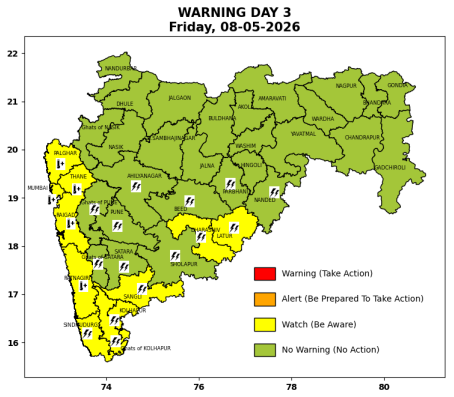 WARNING DAY 3
Friday, 08-05-2026
22
21
20
19
18
17
16
74
76
78
80
NANDURBAR
DHULE
JALGAON
BULDHANA
AKOLA
AMARAVATI
NAGPUR
GONDIA
BHANDARA
WARDHA
Ghats of NASIK
NASIK
WASHIM
YAVATMAL
CHANDRAPUR
PALGHAR
THANE
AHILYANAGAR
JALNA
HINGOLI
PARBHANI
GADCHIROLI
MUMBAI
Ghats of PUNE
PUNE
BEED
NANDED
RAIGAD
DHARASHIV
LATUR
SATARA
Ghats of SATARA
SHOLAPUR
RATNAGIRI
SANGLI
KOLHAPUR
SINDHUDURG
Ghats of KOLHAPUR
Warning (Take Action)
Alert (Be Prepared To Take Action)
Watch (Be Aware)
No Warning (No Action)